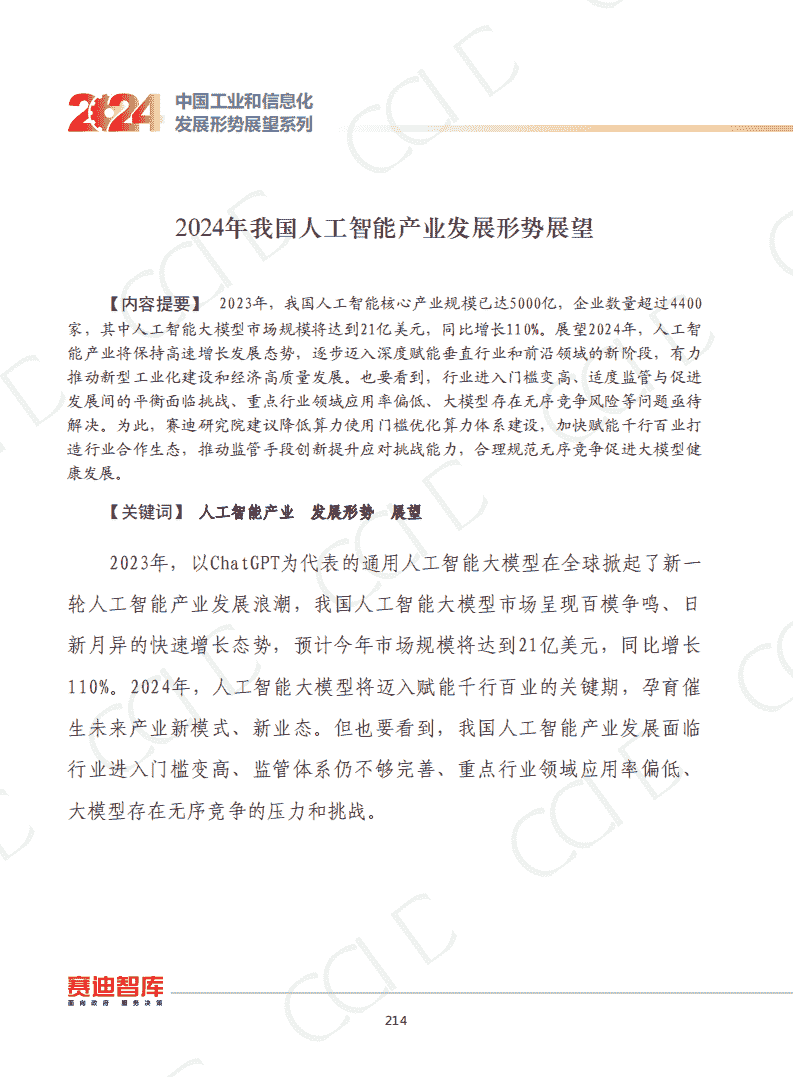 2024 中国工业和信息化
发展形势展望系列
2024年我国人工智能产业发展形势展望
【内容提要】 2023年，我国人工智能核心产业规模已达5000亿，企业数量超过4400
家，其中人工智能大模型市场规模将达到21亿美元，同比增长110%。展望2024年，人工智
能产业将保持高速增长发展态势，逐步迈入深度赋能垂直行业和前沿领域的新阶段，有力
推动新型工业化建设和经济高质量发展。也要看到，行业进入门槛变高、适度监管与促进
发展间的平衡面临挑战、重点行业领域应用率偏低、大模型存在无序竞争风险等问题亟待
解决。为此，赛迪研究院建议降低算力使用门槛优化算力体系建设，加快赋能千行百业打
造行业合作生态，推动监管手段创新提升应对挑战能力，合理规范无序竞争促进大模型健
康发展。
【关键词】 人工智能产业 发展形势 展望
2023年，以ChatGPT为代表的通用人工智能大模型在全球掀起了新一
轮人工智能产业发展浪潮，我国人工智能大模型市场呈现百模争鸣、日
新月异的快速增长态势，预计今年市场规模将达到21亿美元，同比增长
110%。2024年，人工智能大模型将迈入赋能千行百业的关键期，孕育催
生未来产业新模式、新业态。但也要看到，我国人工智能产业发展面临
行业进入门槛变高、监管体系仍不够完善、重点行业领域应用率偏低、
大模型存在无序竞争的压力和挑战。
赛迪智库
面向政府 服务决策
214